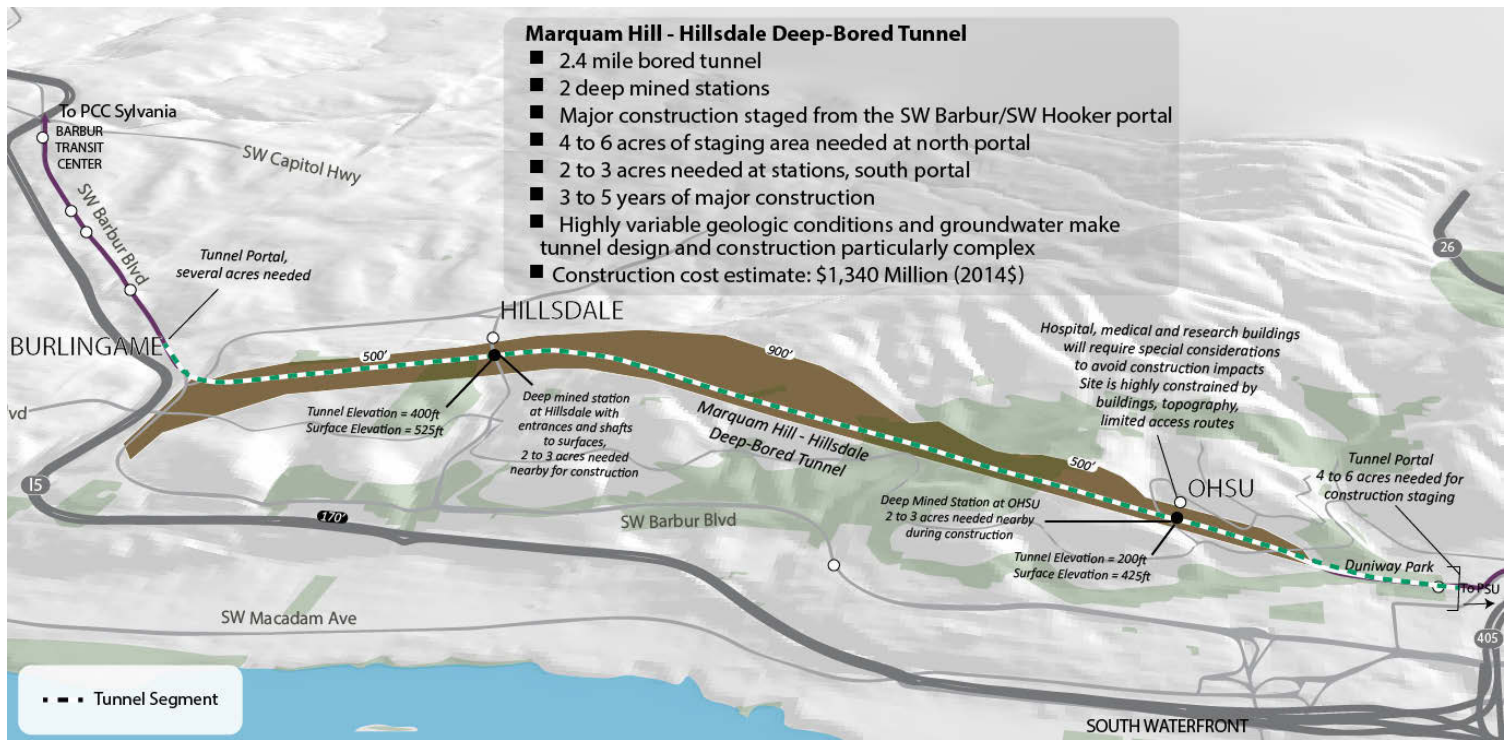 Marquam Hill - Hillsdale Deep-Bored Tunnel
2.4 mile bored tunnel
2 deep mined stations
Major construction staged from the SW Barbur/SW Hooker portal
4 to 6 acres of staging area needed at north portal
2 to 3 acres needed at stations, south portal
3 to 5 years of major construction
Highly variable geologic conditions and groundwater make
tunnel design and construction particularly complex
Construction cost estimate: $1,340 Million (2014$)
To PCC Sylvania
BARBUR
TRANSIT
CENTER
SW Capitol Hwy
SW Barbur Blvd
Tunnel Portal,
several acres needed
26
BURLINGAME
HILLSDALE
500'
900'
Hospital, medical and research buildings
will require special considerations
to avoid construction impacts
Site is highly constrained by
buildings, topography,
limited access routes
vd
Tunnel Elevation = 400ft
Surface Elevation = 525ft
Deep mined station
at Hillsdale with
entrances and shafts
to surfaces,
2 to 3 acres needed
nearby for construction
Marquam Hill - Hillsdale
Deep-Bored Tunnel
500'
OHSU
Tunnel Portal
4 to 6 acres needed for
construction staging
I5
170'
SW Barbur Blvd
Deep Mined Station at OHSU
2 to 3 acres needed nearby
during construction
Tunnel Elevation = 200ft
Surface Elevation = 425ft
Duniway Park
To PSU
405
SW Macadam Ave
Tunnel Segment
SOUTH WATERFRONT